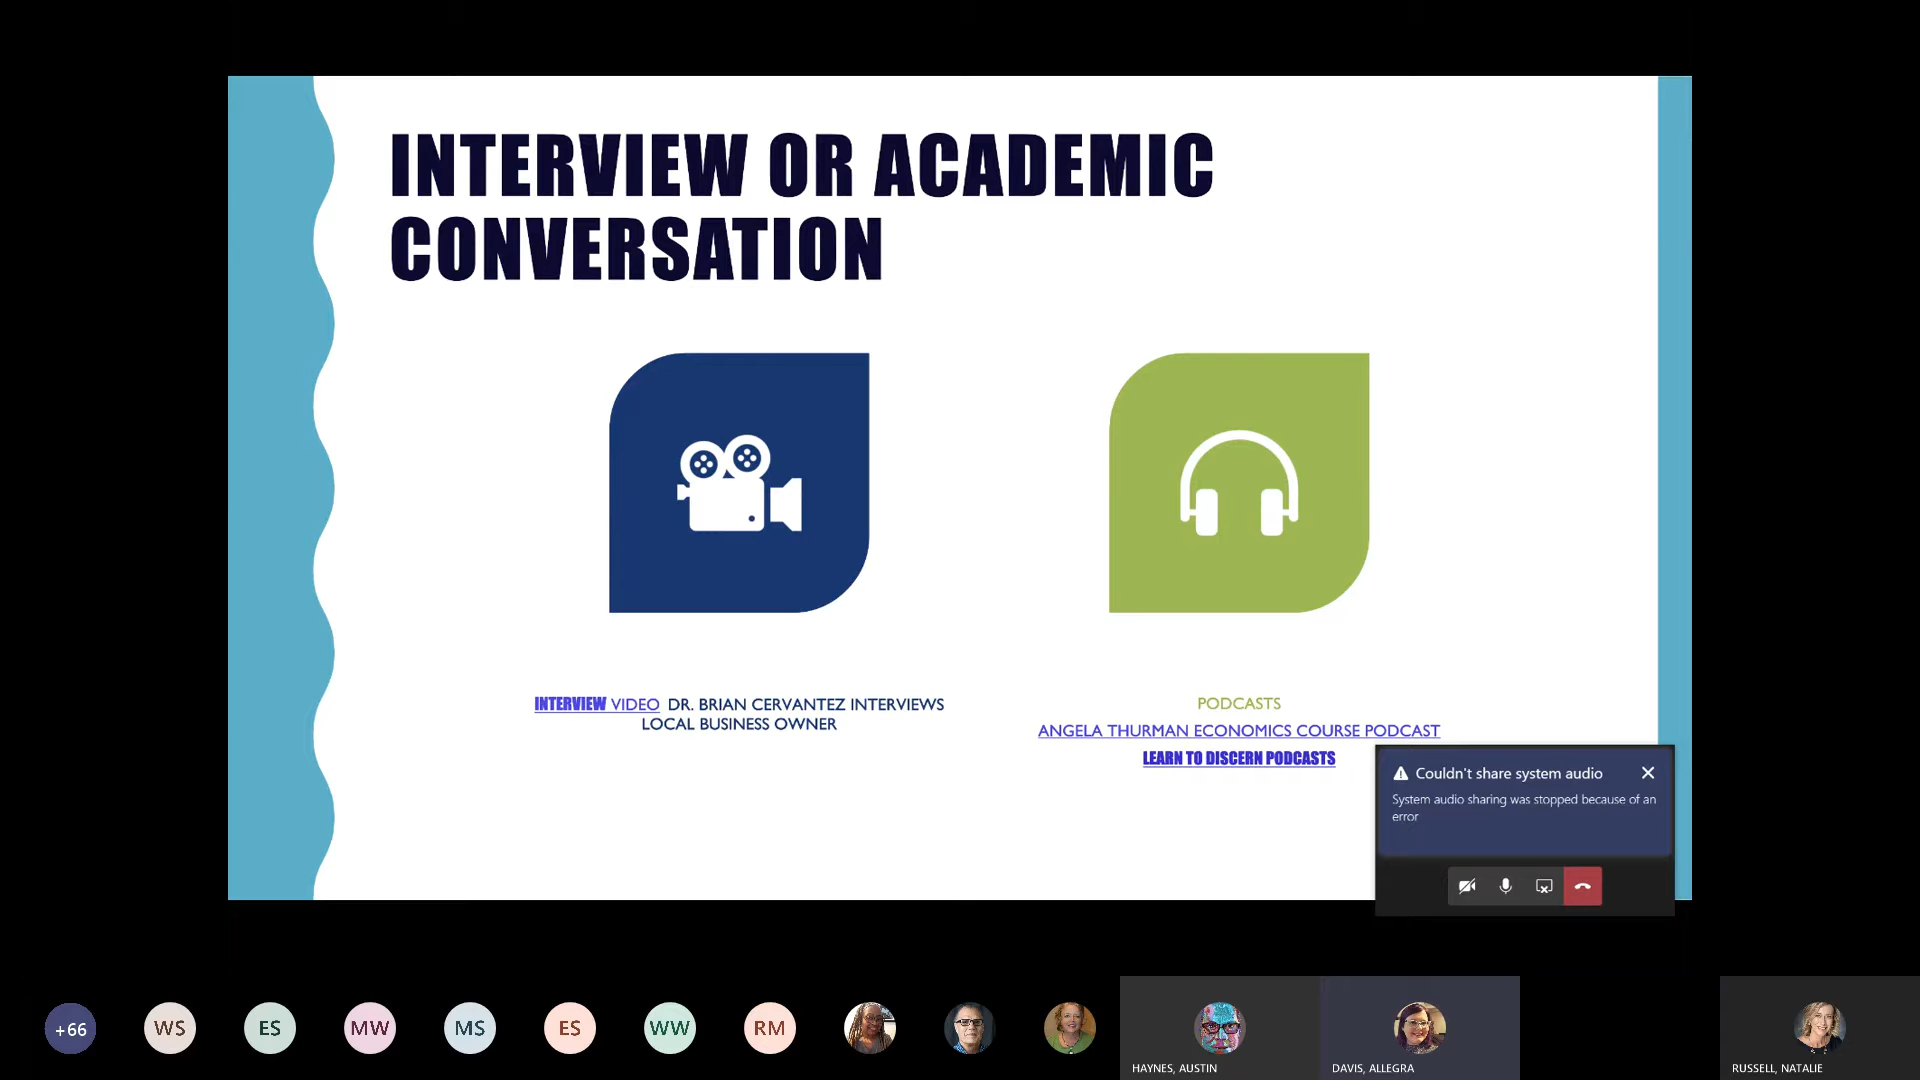 INTERVIEW OR ACADEMIC
CONVERSATION
INTERVIEW VIDEO DR. BRIAN CERVANTEZ INTERVIEWS
LOCAL BUSINESS OWNER
PODCASTS
ANGELA THURMAN ECONOMICS COURSE PODCAST
LEARN TO DISCERN PODCASTS
Couldn't share system audio
System audio sharing was stopped because of an
error
+66
WS
ES
MW
MS
ES
WW
RM
HAYNES, AUSTIN
DAVIS, ALLEGRA
RUSSELL, NATALIE